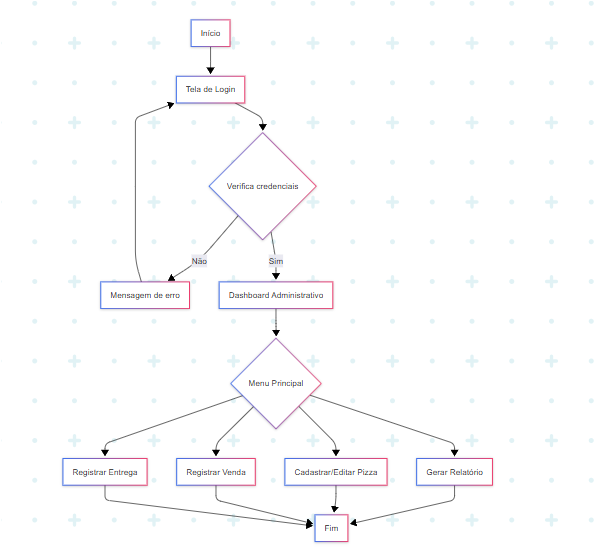 Início
Tela de Login
Verifica credenciais
Não
Sim
Mensagem de erro
Dashboard Administrativo
Menu Principal
Registrar Entrega
Registrar Venda
Cadastrar/Editar Pizza
Gerar Relatório
Fim